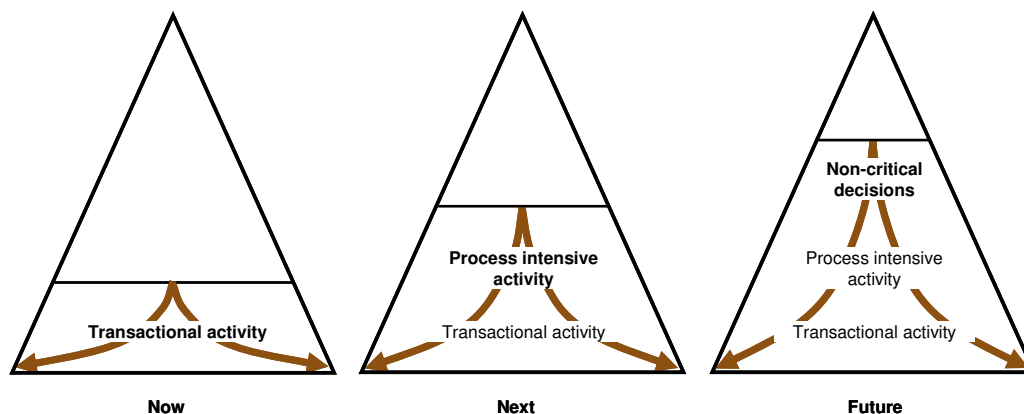 Transactional activity
Now
Process intensive
activity
Transactional activity
Next
Non-critical
decisions
Process intensive
activity
Transactional activity
Future